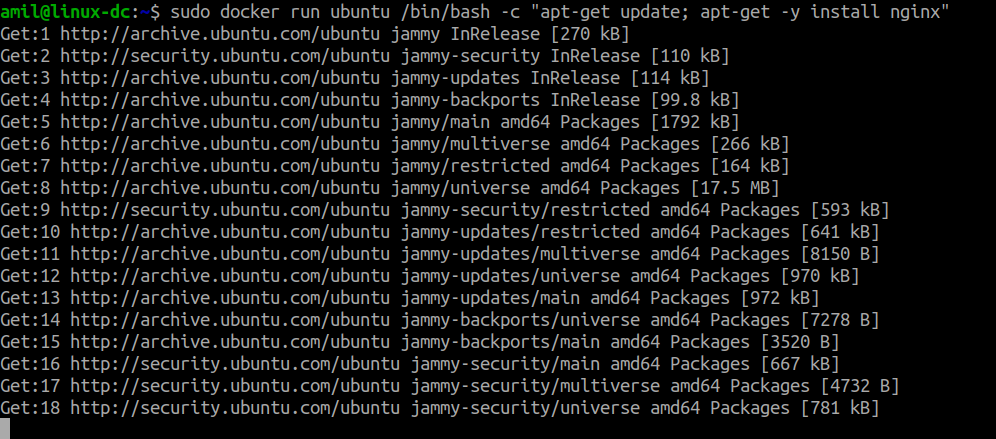 amil@linux-dc:~$ sudo docker run ubuntu /bin/bash -c "apt-get update; apt-get -y install nginx"
Get:1 http://archive.ubuntu.com/ubuntu jammy InRelease [270 kB]
Get:2 http://security.ubuntu.com/ubuntu jammy-security InRelease [110 kB]
Get:3 http://archive.ubuntu.com/ubuntu jammy-updates InRelease [114 kB]
Get:4 http://archive.ubuntu.com/ubuntu jammy-backports InRelease [99.8 kB]
Get:5 http://archive.ubuntu.com/ubuntu jammy/main amd64 Packages [1792 kB]
Get:6 http://archive.ubuntu.com/ubuntu jammy/multiverse amd64 Packages [266 kB]
Get:7 http://archive.ubuntu.com/ubuntu jammy/restricted amd64 Packages [164 kB]
Get:8 http://archive.ubuntu.com/ubuntu jammy/universe amd64 Packages [17.5 MB]
Get:9 http://security.ubuntu.com/ubuntu jammy-security/restricted amd64 Packages [593 kB]
Get:10 http://archive.ubuntu.com/ubuntu jammy-updates/restricted amd64 Packages [641 kB]
Get:11 http://archive.ubuntu.com/ubuntu jammy-updates/multiverse amd64 Packages [8150 B]
Get:12 http://archive.ubuntu.com/ubuntu jammy-updates/universe amd64 Packages [970 kB]
Get:13 http://archive.ubuntu.com/ubuntu jammy-updates/main amd64 Packages [972 kB]
Get:14 http://archive.ubuntu.com/ubuntu jammy-backports/universe amd64 Packages [7278 B]
Get:15 http://archive.ubuntu.com/ubuntu jammy-backports/main amd64 Packages [3520 B]
Get:16 http://security.ubuntu.com/ubuntu jammy-security/main amd64 Packages [667 kB]
Get:17 http://security.ubuntu.com/ubuntu jammy-security/multiverse amd64 Packages [4732 B]
Get:18 http://security.ubuntu.com/ubuntu jammy-security/universe amd64 Packages [781 kB]